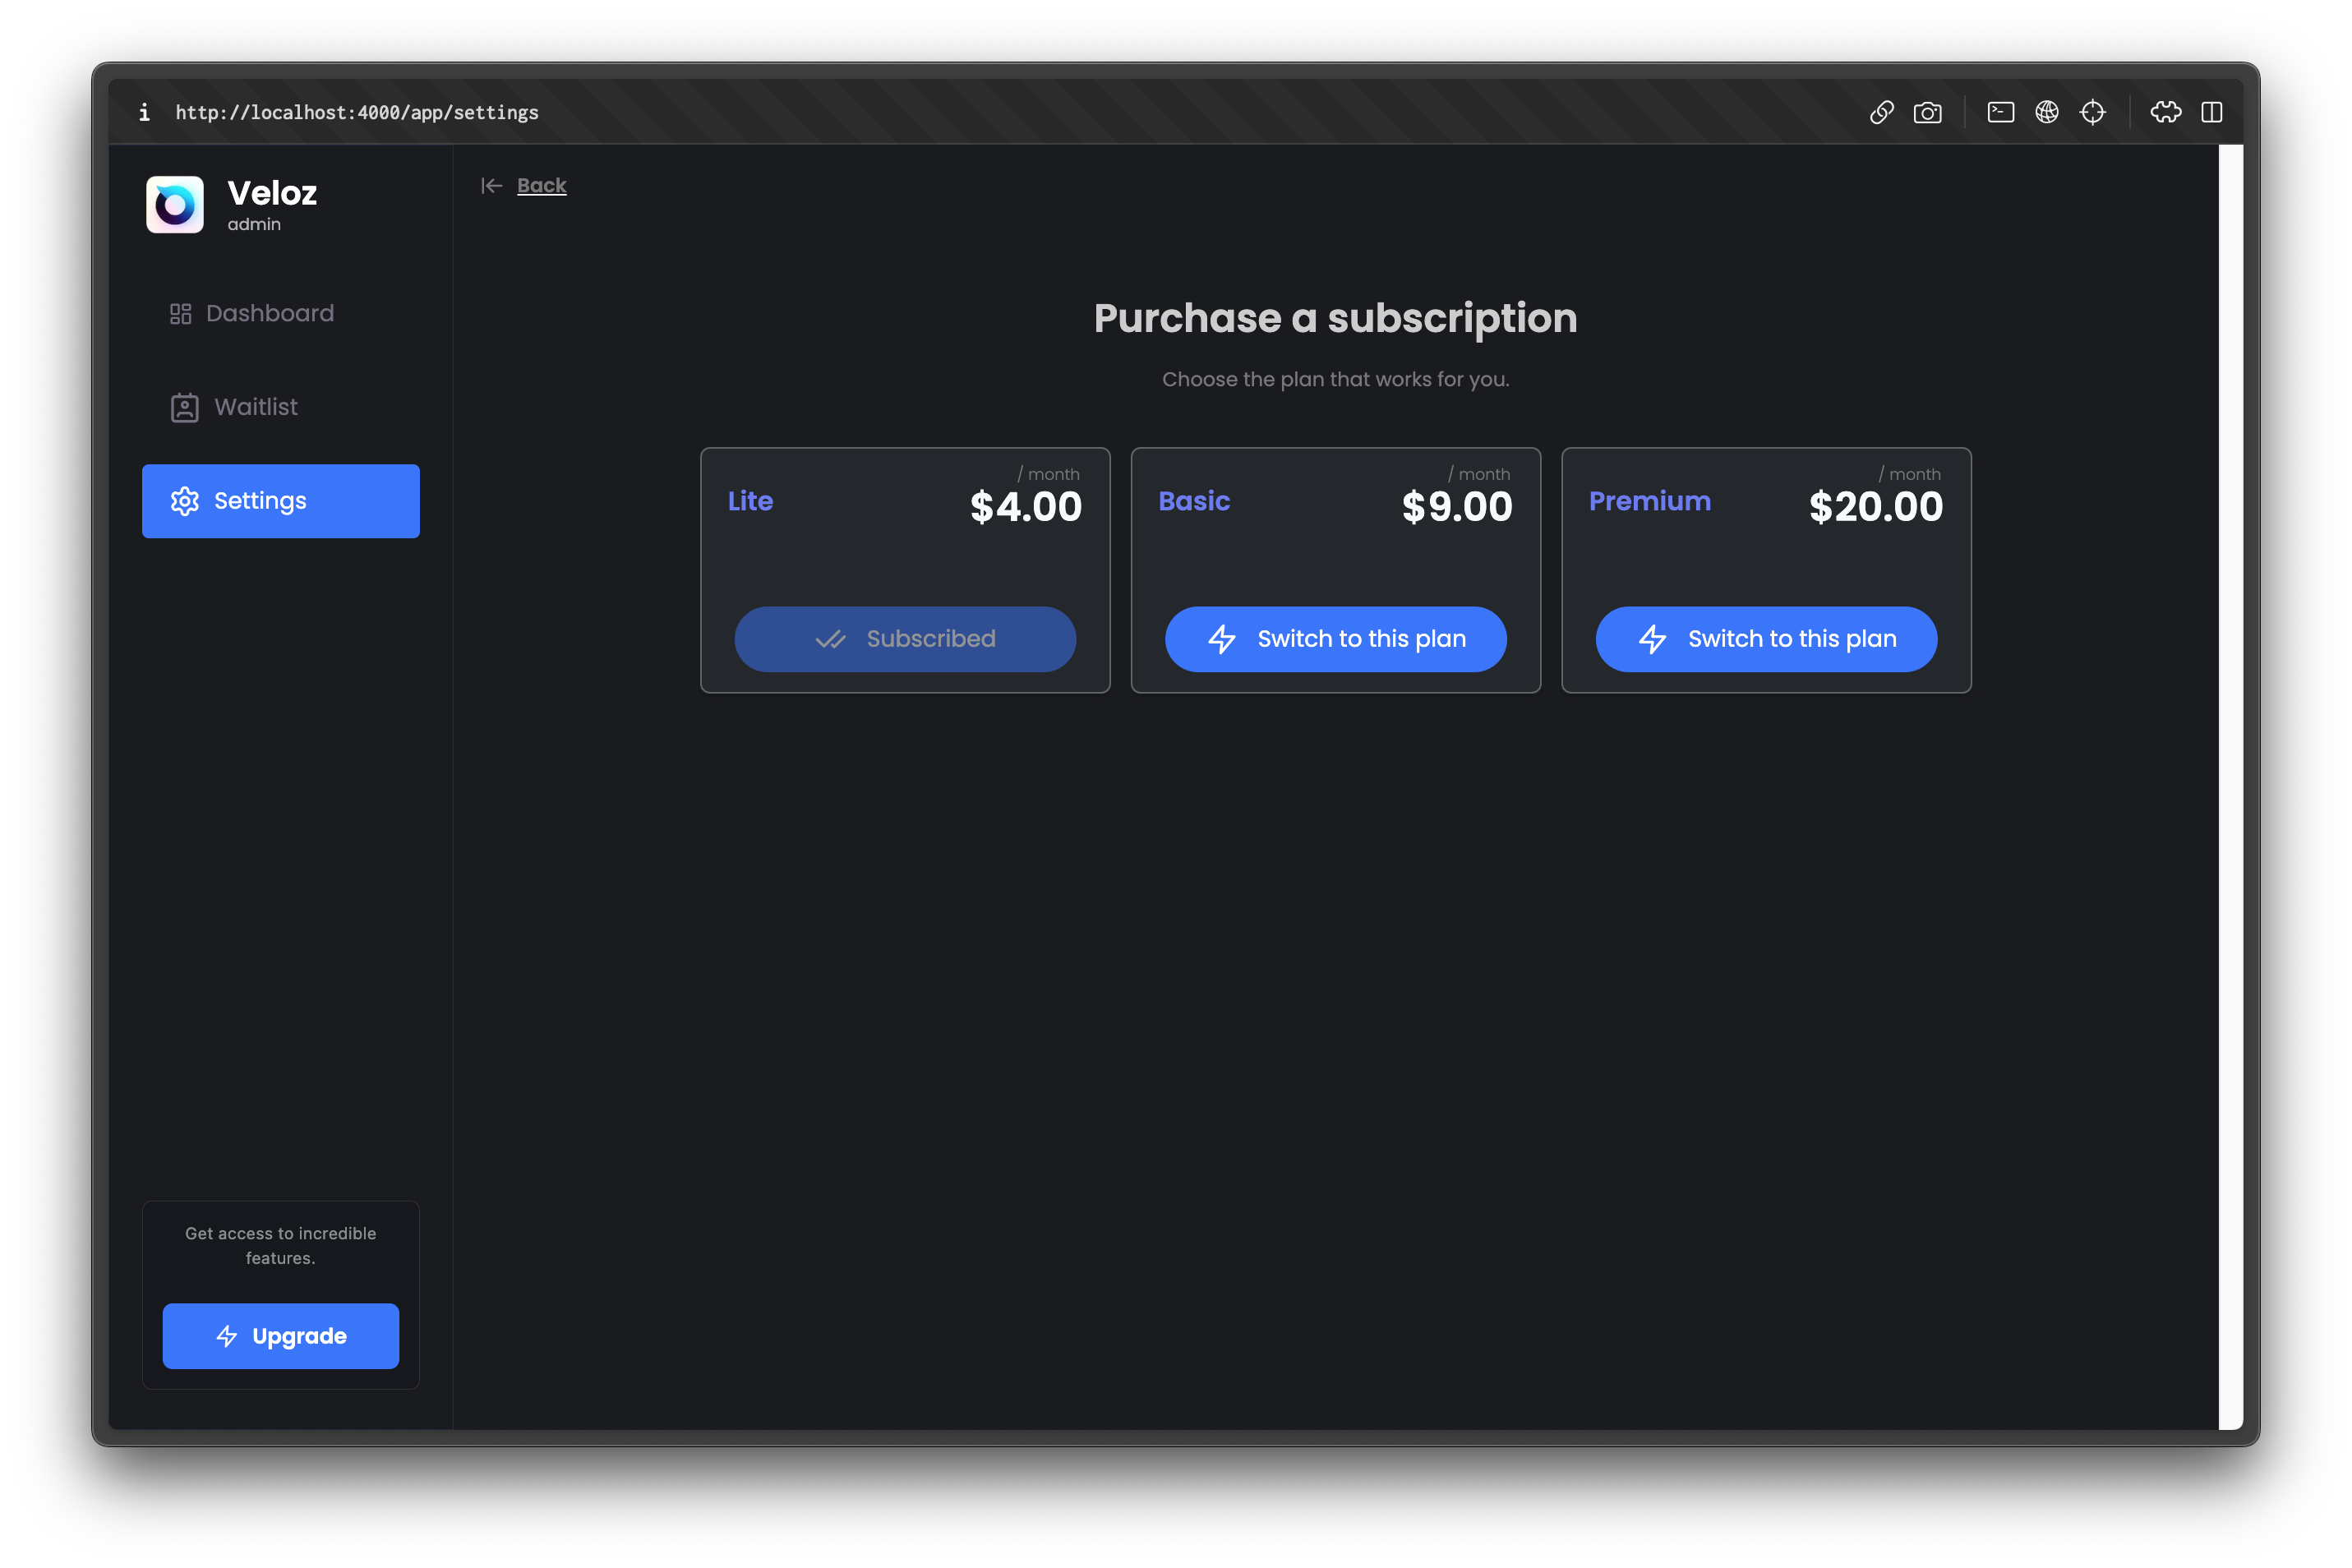 http://localhost:4000/app/settings
Veloz
admin
Dashboard
Waitlist
Settings
Get access to incredible
features.
Upgrade
Back
Purchase a subscription
Choose the plan that works for you.
Lite
/ month
$4.00
Subscribed
Basic
/ month
$9.00
Switch to this plan
Premium
/ month
$20.00
Switch to this plan